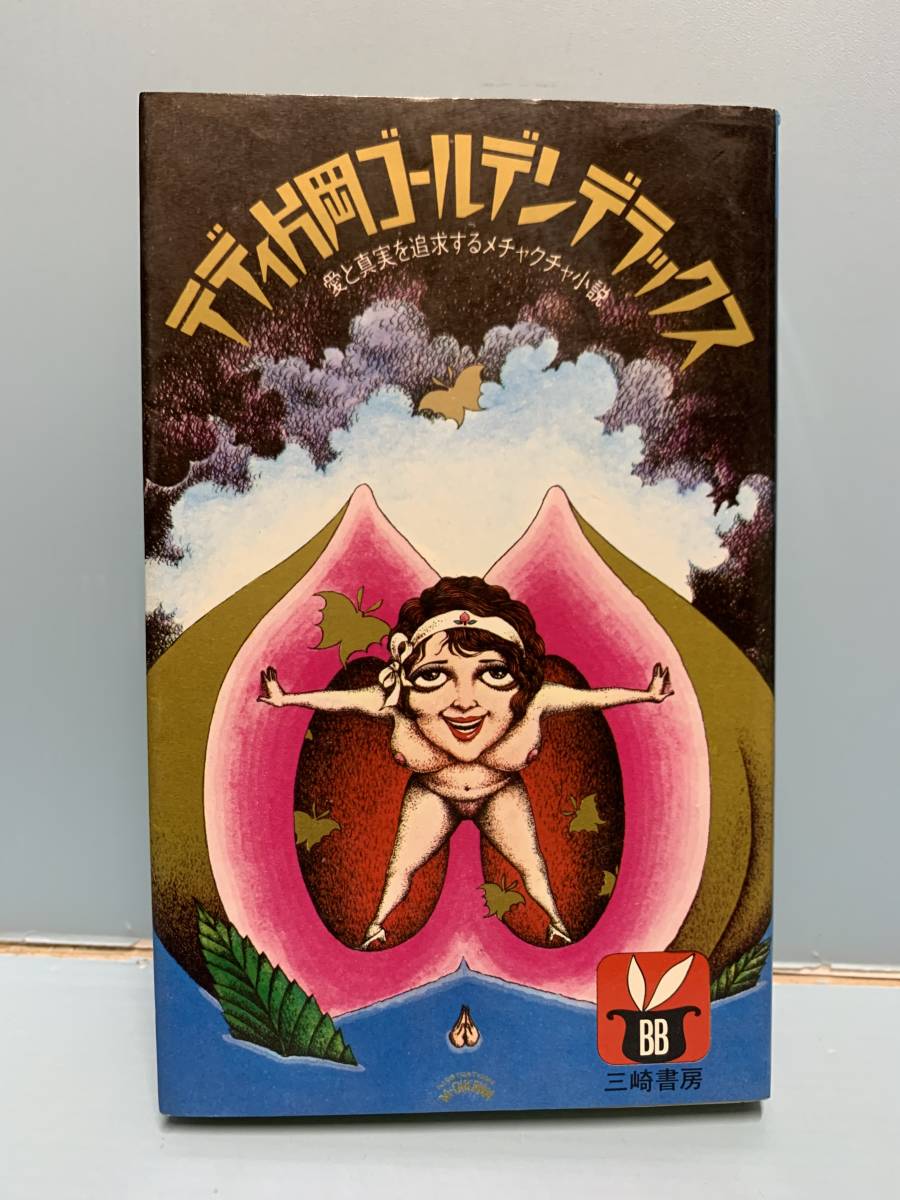 テディ片岡ゴールデンデラックス
愛と真実を追求するメチャクチャ小説
BB
三崎書房